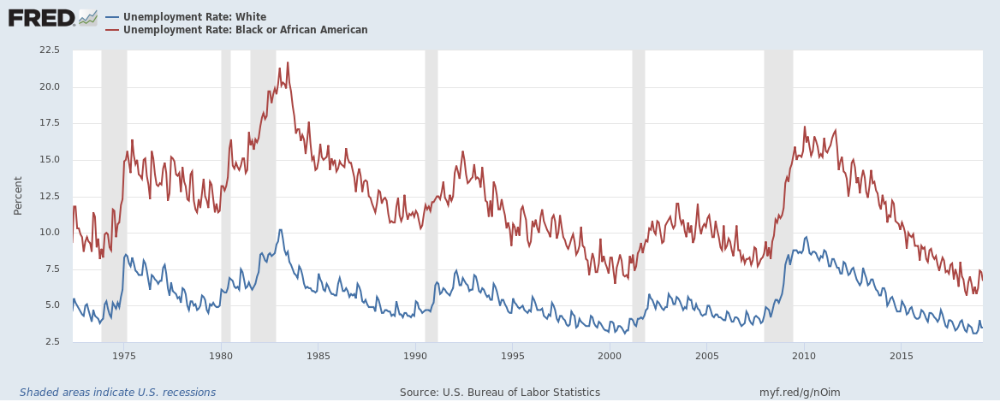 FRED
Unemployment Rate: White
Unemployment Rate: Black or African American
22.5
20.0
17.5
15.0
12.5
10.0
7.5
5.0
2.5
Percent
1975 1980 1985 1990 1995 2000 2005 2010 2015
Shaded areas indicate U.S. recessions Source: U.S. Bureau of Labor Statistics myf.red/g/nOim